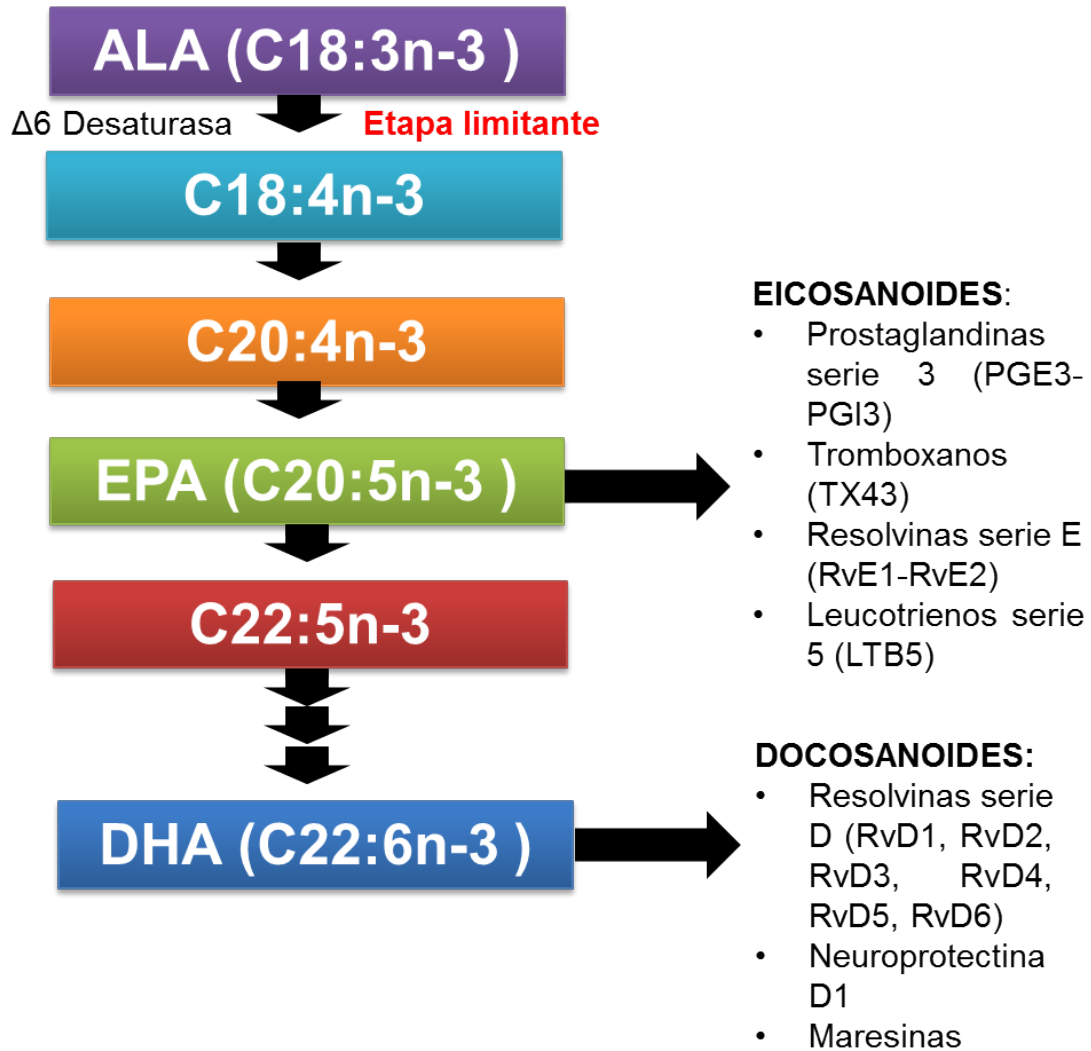 ALA (C18:3n-3 )
Δ6 Desaturasa
Etapa limitante
C18:4n-3
C20:4n-3
EPA (C20:5n-3 )
C22:5n-3
DHA (C22:6n-3 )
EICOSANOIDES:
• Prostaglandinas
serie 3 (PGE3-
PGI3)
• Tromboxanos
(TX43)
• Resolvinas serie E
(RvE1-RvE2)
• Leucotrienos serie
5 (LTB5)
DOCOSANOIDES:
• Resolvinas serie
D (RvD1, RvD2,
RvD3, RvD4,
RvD5, RvD6)
• Neuroprotectina
D1
• Maresinas